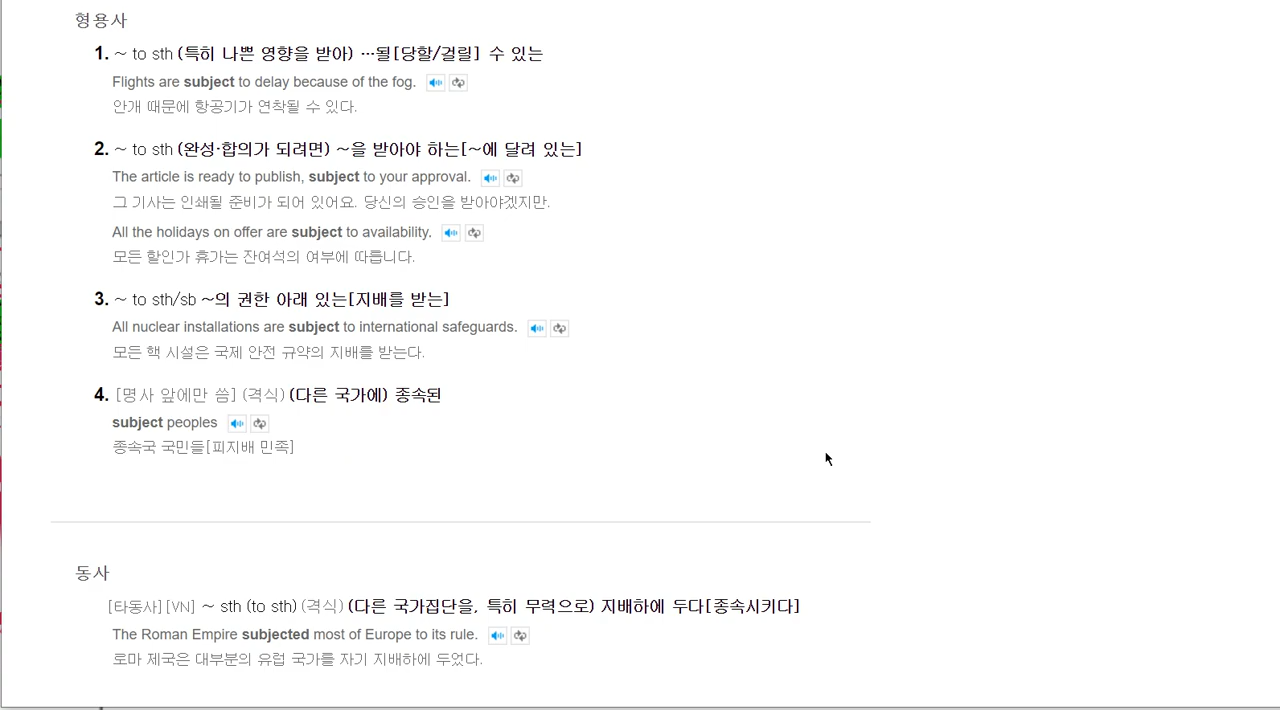 형용사
1. ~ to sth (특히 나쁜 영향을 받아) …될[당할/걸릴] 수 있는
Flights are subject to delay because of the fog.
안개 때문에 항공기가 연착될 수 있다.
2. ~ to sth (완성·합의가 되려면) ~을 받아야 하는[~에 달려 있는]
The article is ready to publish, subject to your approval.
그 기사는 인쇄될 준비가 되어 있어요. 당신의 승인을 받아야겠지만.
All the holidays on offer are subject to availability.
모든 할인가 휴가는 잔여석의 여부에 따릅니다.
3. ~ to sth/sb ~의 권한 아래 있는[지배를 받는]
All nuclear installations are subject to international safeguards.
모든 핵 시설은 국제 안전 규약의 지배를 받는다.
4. [명사 앞에만 씀] (격식) (다른 국가에) 종속된
subject peoples
종속국 국민들[피지배 민족]
동사
[타동사][VN] ~ sth (to sth) (격식) (다른 국가집단을, 특히 무력으로) 지배하에 두다[종속시키다]
The Roman Empire subjected most of Europe to its rule.
로마 제국은 대부분의 유럽 국가를 자기 지배하에 두었다.